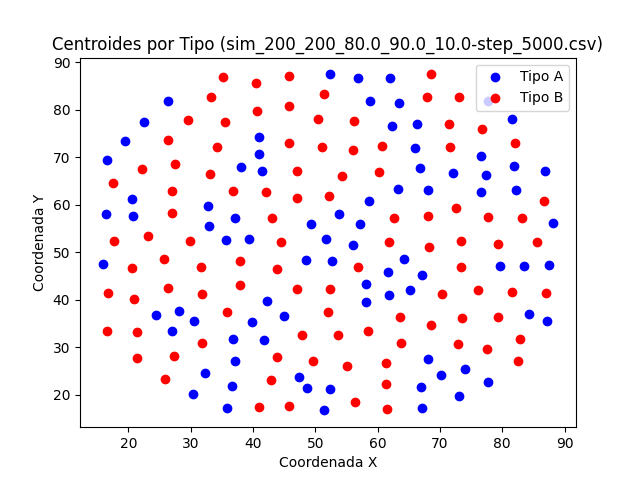 Centroides por Tipo (sim_200_200_80.0_90.0_10.0-step_5000.csv)
Tipo A
Tipo B
Coordenada Y
90
80
70
60
50
40
30
20
20 30 40 50 60 70 80 90
Coordenada X